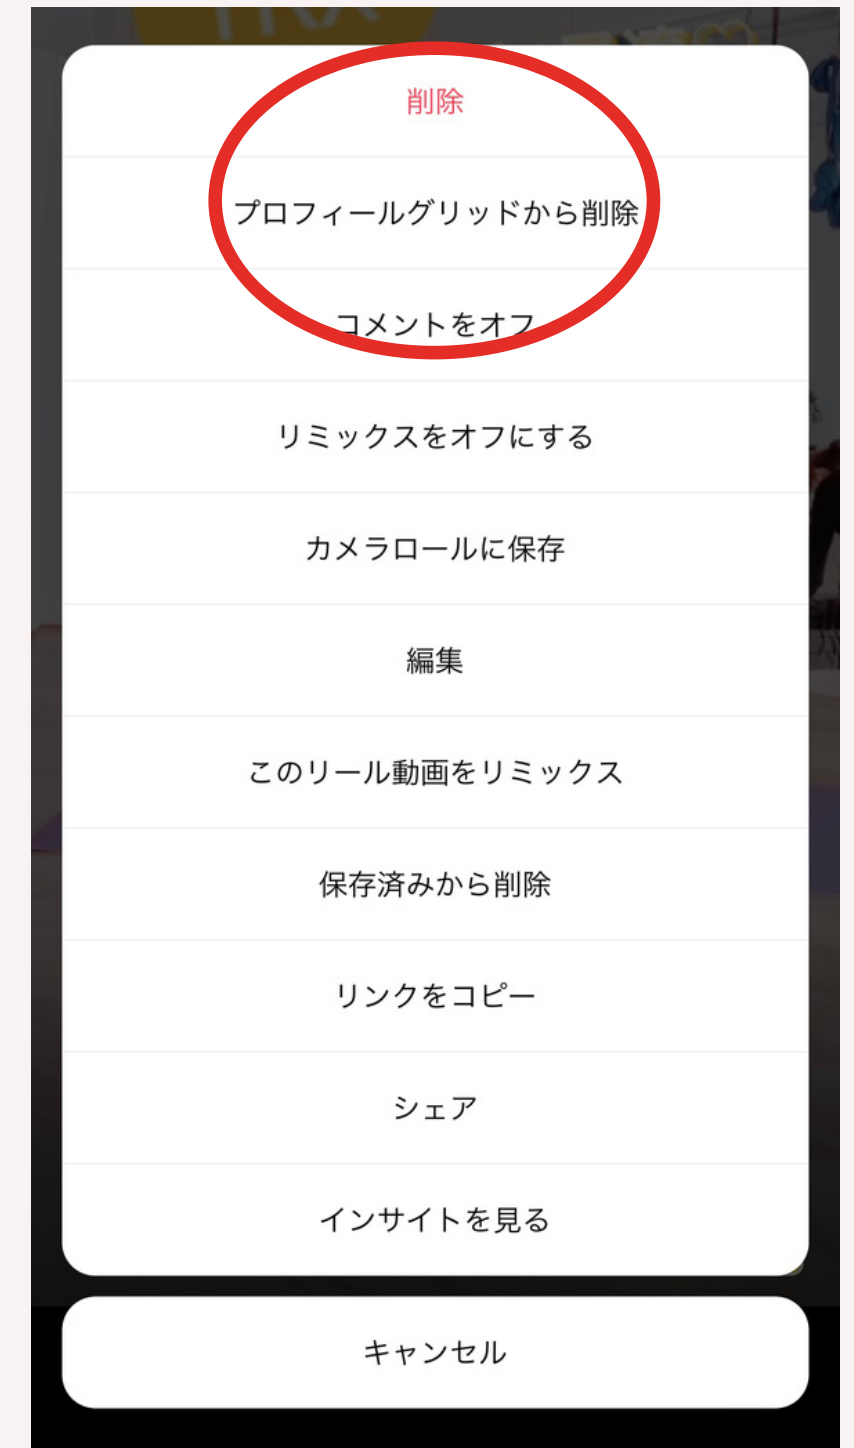 削除
プロフィールグリッドから削除
コメントをオフ
リミックスをオフにする
カメラロールに保存
編集
このリール動画をリミックス
保存済みから削除
リンクをコピー
シェア
インサイトを見る
キャンセル